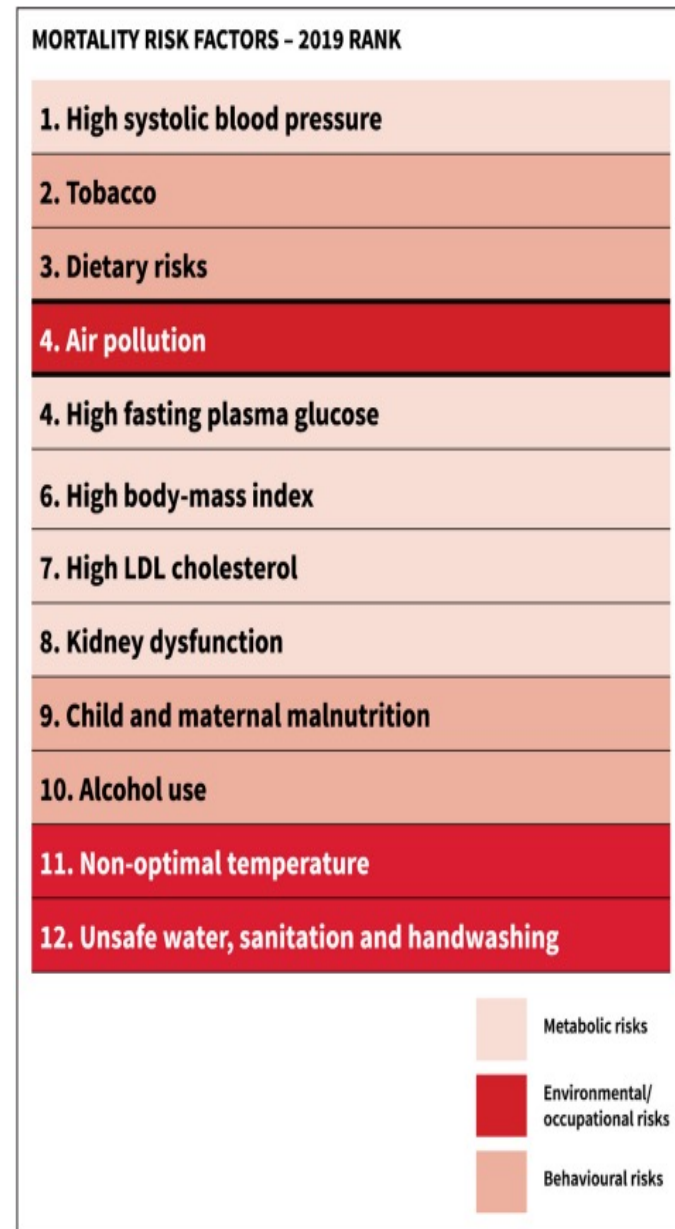 MORTALITY RISK FACTORS – 2019 RANK
1. High systolic blood pressure
2. Tobacco
3. Dietary risks
4. Air pollution
4. High fasting plasma glucose
6. High body-mass index
7. High LDL cholesterol
8. Kidney dysfunction
9. Child and maternal malnutrition
10. Alcohol use
11. Non-optimal temperature
12. Unsafe water, sanitation and handwashing
Metabolic risks
Environmental/
occupational risks
Behavioural risks